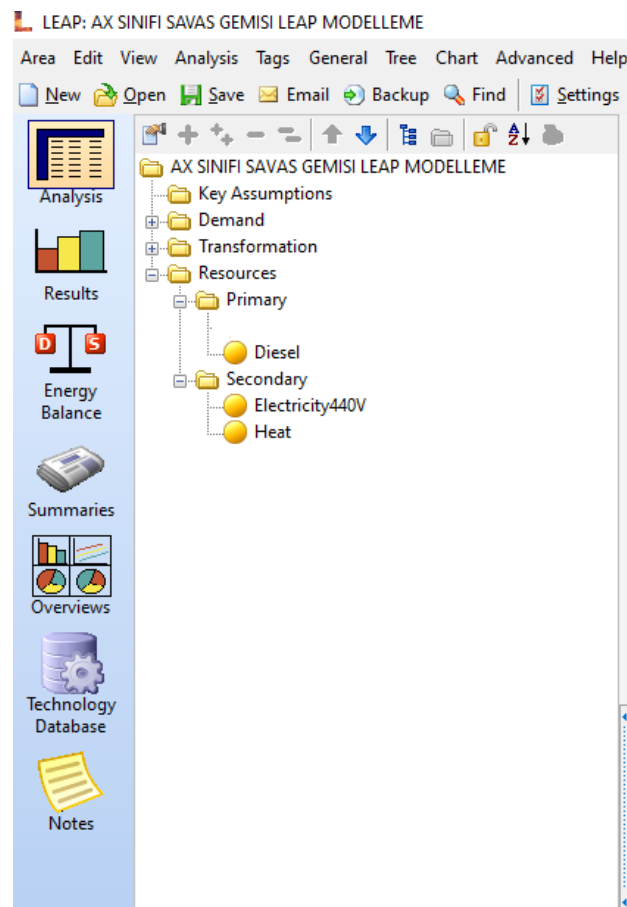 LEAP: AX SINIFI SAVAS GEMISI LEAP MODELLEME
Area Edit View Analysis Tags General Tree Chart Advanced Help
New Open Save Email Backup Find Settings
AX SINIFI SAVAS GEMISI LEAP MODELLEME
Key Assumptions
Demand
Transformation
Resources
Primary
Diesel
Secondary
Electricity440V
Heat
Analysis
Results
D S
Energy
Balance
Summaries
Overviews
Technology
Database
Notes